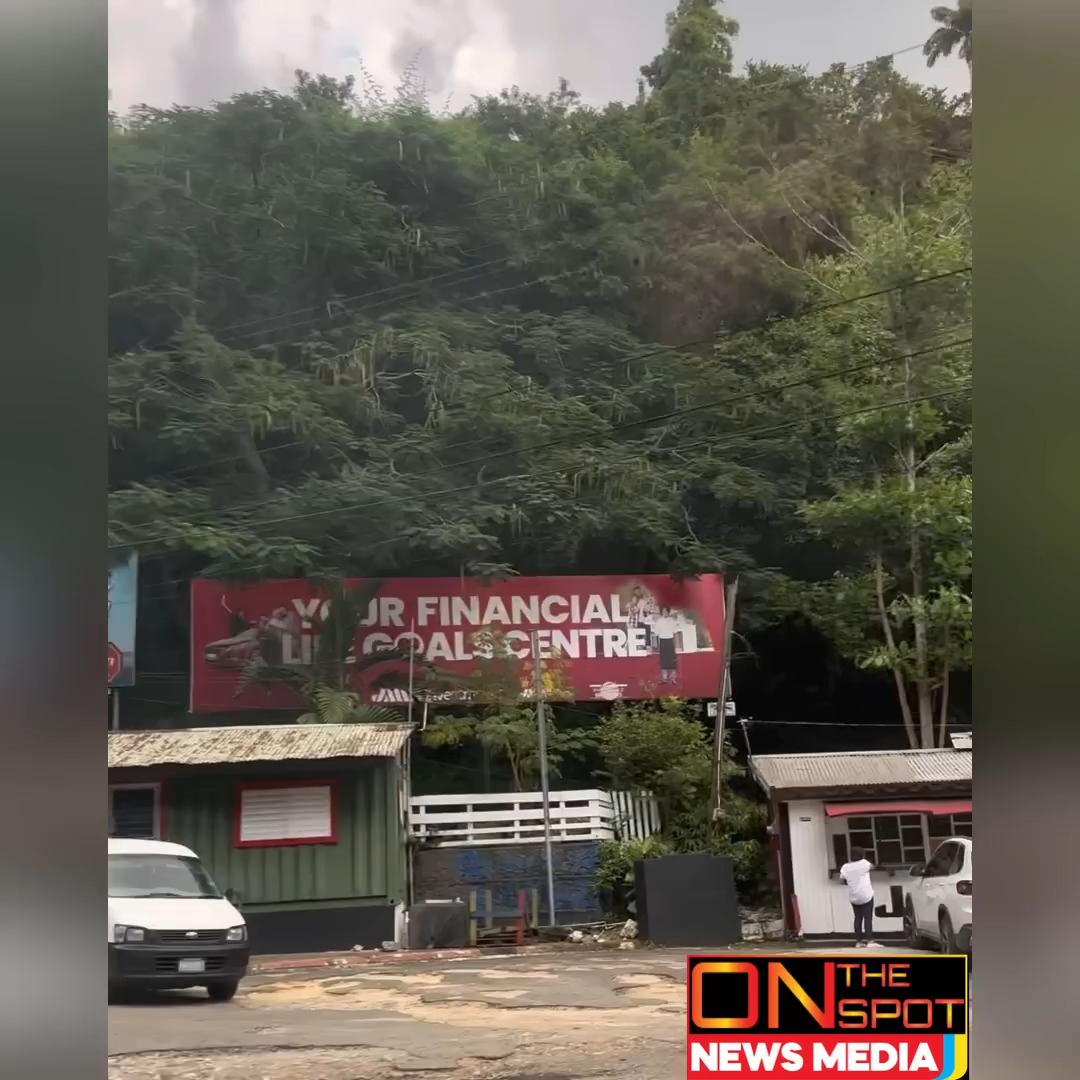 YOUR FINANCIAL
LIFE GOALS CENTRE
J
ON THE
SPOT
NEWS MEDIA